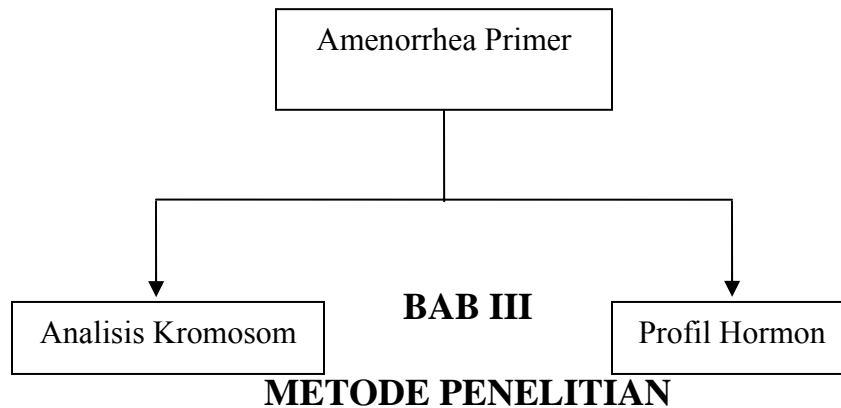 Amenorrhea Primer
BAB III
Analisis Kromosom
Profil Hormon
METODE PENELITIAN